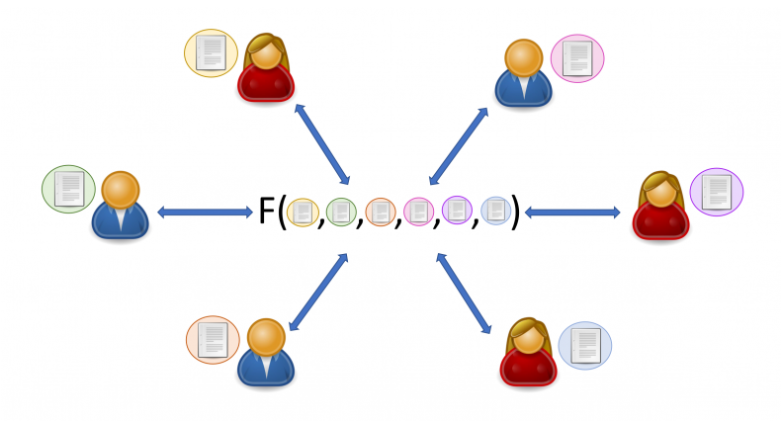 F( , , , , , )